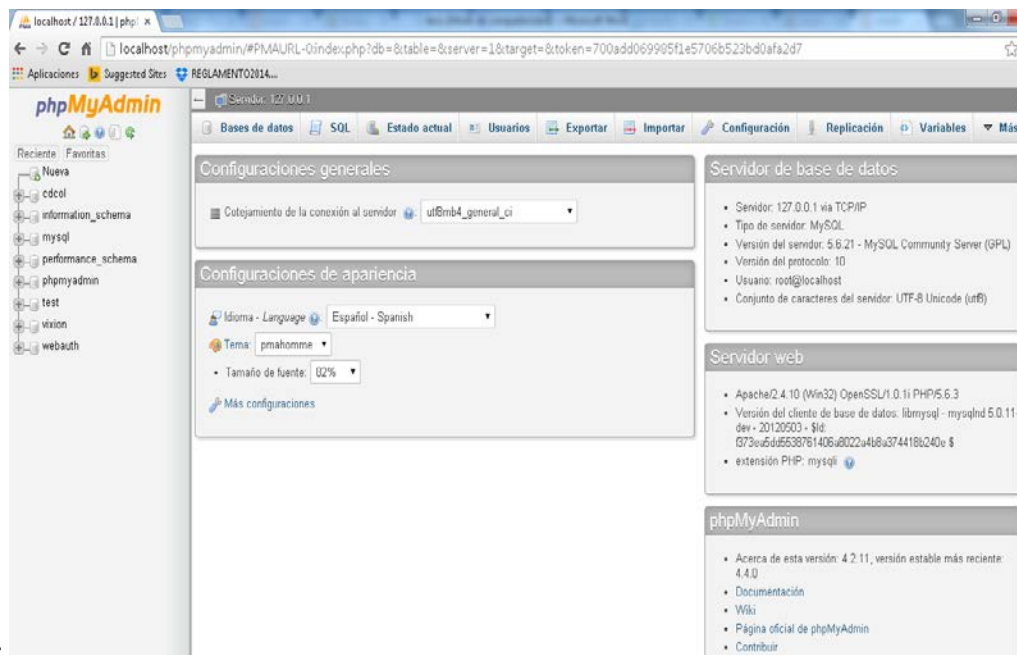 localhost / 127.0.0.1 | php
localhost/phpmyadmin/#PMAURL-0:index.php?db=&table=&server=1&target=&token=700add069985f1e5706b523bd0afa2d7
Aplicaciones
Suggested Sites
REGLAMENTO2014....
phpMyAdmin
Reciente
Favoritas
Nueva
cdcol
information_schema
mysql
performance_schema
phpmyadmin
test
vixion
webauth
Servidor: 127.0.0.1
Bases de datos
SQL
Estado actual
Usuarios
Exportar
Importar
Configuración
Replicación
Variables
Más
Configuraciones generales
Cotejamiento de la conexión al servidor
: utf8mb4_general_ci
Configuraciones de apariencia
Idioma - Language
: Español - Spanish
Tema: pmahomme
• Tamaño de fuente: 82%
Más configuraciones
Servidor de base de datos
• Servidor: 127.0.0.1 via TCP/IP
• Tipo de servidor: MySQL
• Versión del servidor: 5.6.21 - MySQL Community Server (GPL)
• Versión del protocolo: 10
• Usuario: root@localhost
• Conjunto de caracteres del servidor: UTF-8 Unicode (utf8)
Servidor web
• Apache/2.4.10 (Win32) OpenSSL/1.0.1i PHP/5.6.3
• Versión del cliente de base de datos: libmysql - mysqlnd 5.0.11-
dev - 20120503 - $Id:
f373ea5dd5538761406a8022a4b8a374418b240e $
• extensión PHP: mysqli
phpMyAdmin
• Acerca de esta versión: 4.2.11, versión estable más reciente:
4.4.0
• Documentación
• Wiki
• Página oficial de phpMyAdmin
• Contribuir